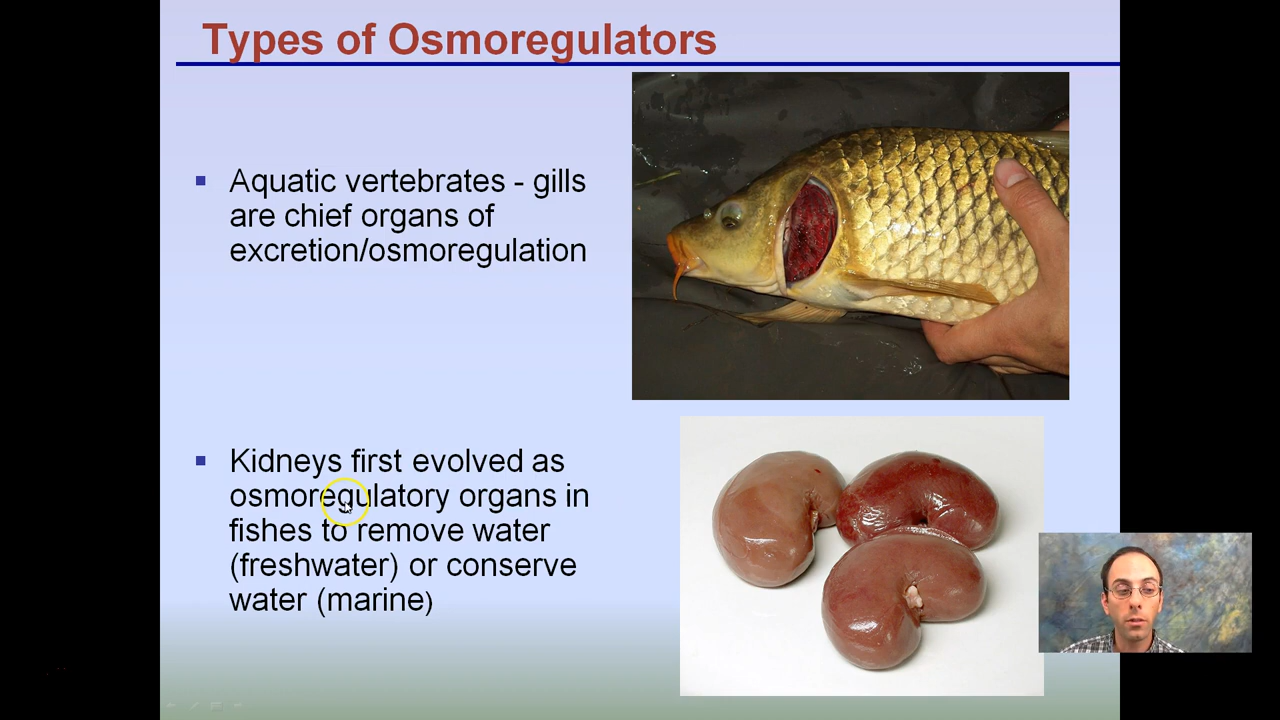 Types of Osmoregulators
Aquatic vertebrates - gills
are chief organs of
excretion/osmoregulation
Kidneys first evolved as
osmoregulatory organs in
fishes to remove water
(freshwater) or conserve
water (marine)